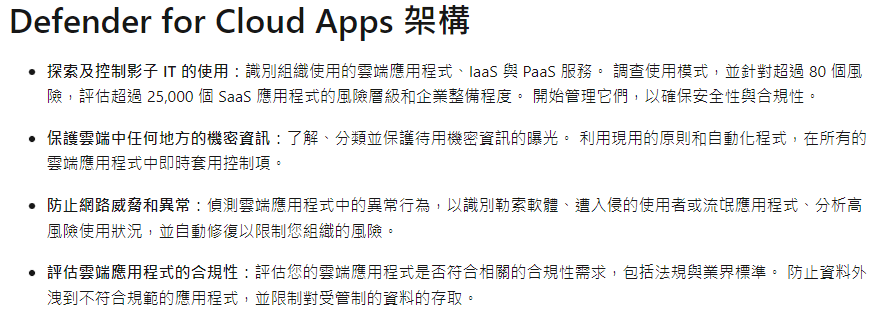 Defender for Cloud Apps 架構
• 探索及控制影子 IT 的使用：識別組織使用的雲端應用程式、IaaS 與 PaaS 服務。 調查使用模式，並針對超過 80 個風
險，評估超過 25,000 個 SaaS 應用程式的風險層級和企業整備程度。 開始管理它們，以確保安全性與合規性。
• 保護雲端中任何地方的機密資訊：了解、分類並保護待用機密資訊的曝光。 利用現用的原則和自動化程式，在所有的
雲端應用程式中即時套用控制項。
• 防止網路威脅和異常：偵測雲端應用程式中的異常行為，以識別勒索軟體、遭入侵的使用者或流氓應用程式、分析高
風險使用狀況，並自動修復以限制您組織的風險。
• 評估雲端應用程式的合規性：評估您的雲端應用程式是否符合相關的合規性需求，包括法規與業界標準。 防止資料外
洩到不符合規範的應用程式，並限制對受管制的資料的存取。